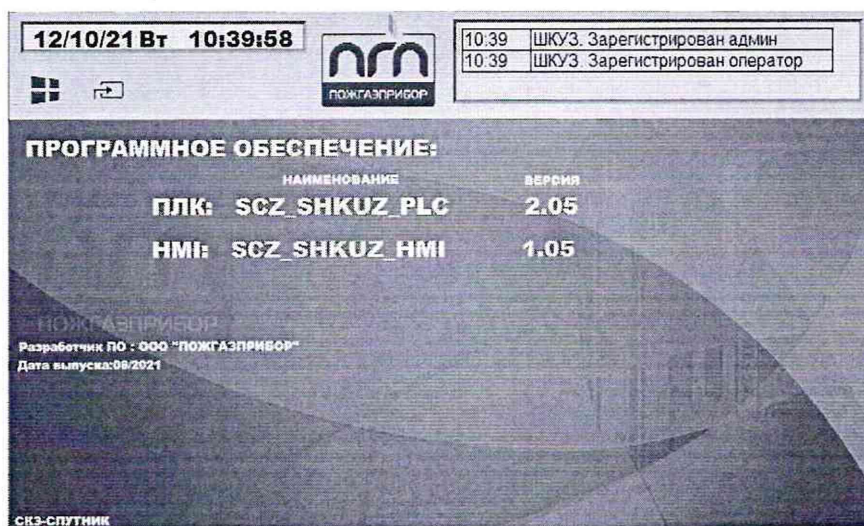 12/10/21 Вт 10:39:58
ПОЖГАЗПРИБОР
10:39 ШКУЗ. Зарегистрирован админ
10:39 ШКУЗ. Зарегистрирован оператор
ПРОГРАММНОЕ ОБЕСПЕЧЕНИЕ:
НАИМЕНОВАНИЕ ВЕРСИЯ
ПЛК: SCZ_SHKUZ_PLC 2.05
HMI: SCZ_SHKUZ_HMI 1.05
ПОЖГАЗПРИБОР
Разработчик ПО : ООО "ПОЖГАЗПРИБОР"
Дата выпуска:08/2021
СКЗ-СПУТНИК